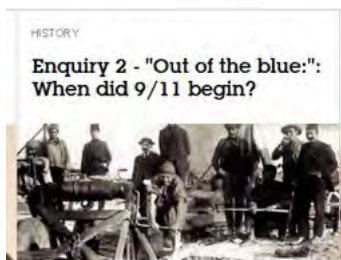 HISTORY
Enquiry 2 - "Out of the blue:":
When did 9/11 begin?